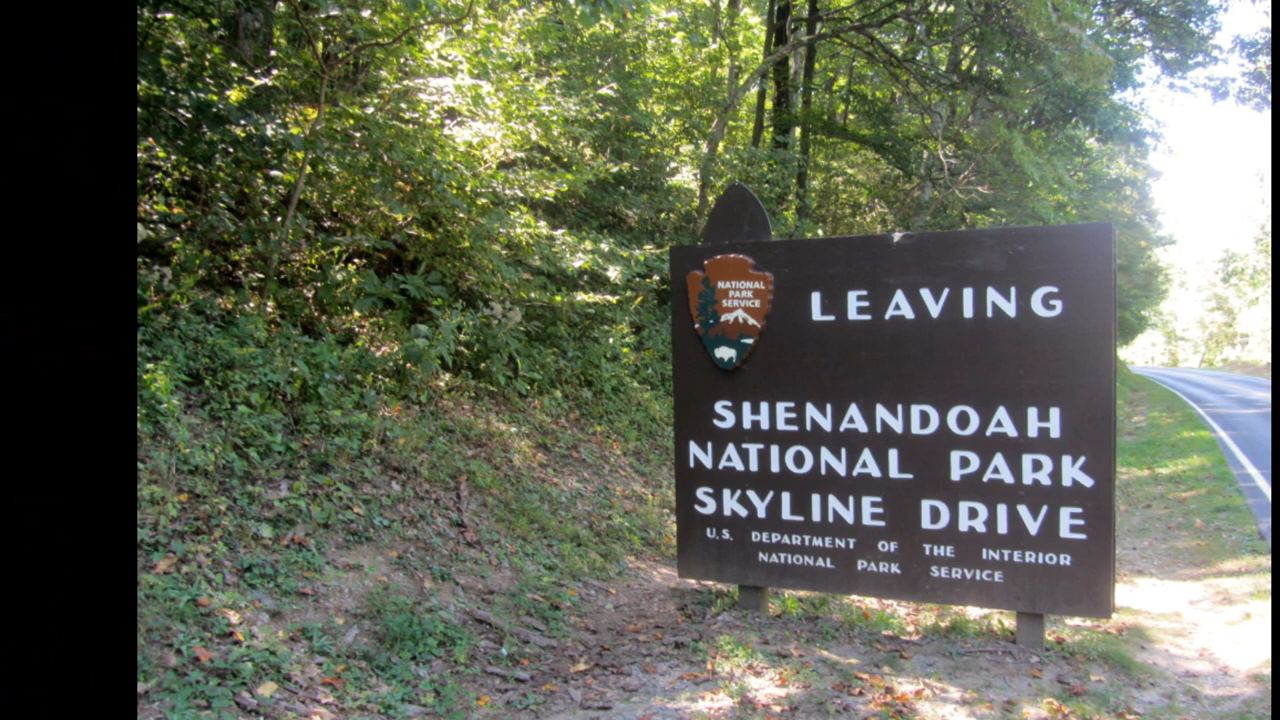 NATIONAL
PARK
SERVICE
LEAVING
SHENANDOAH
NATIONAL PARK
SKYLINE DRIVE
U.S. DEPARTMENT OF THE INTERIOR
NATIONAL PARK SERVICE